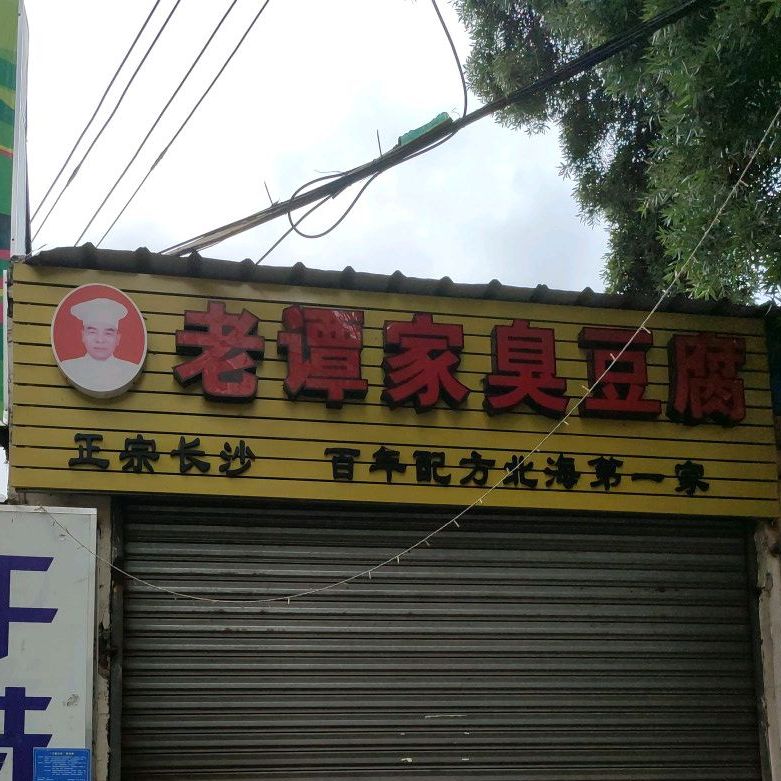 老谭家臭豆腐
正宗长沙 百年配方北海第一家